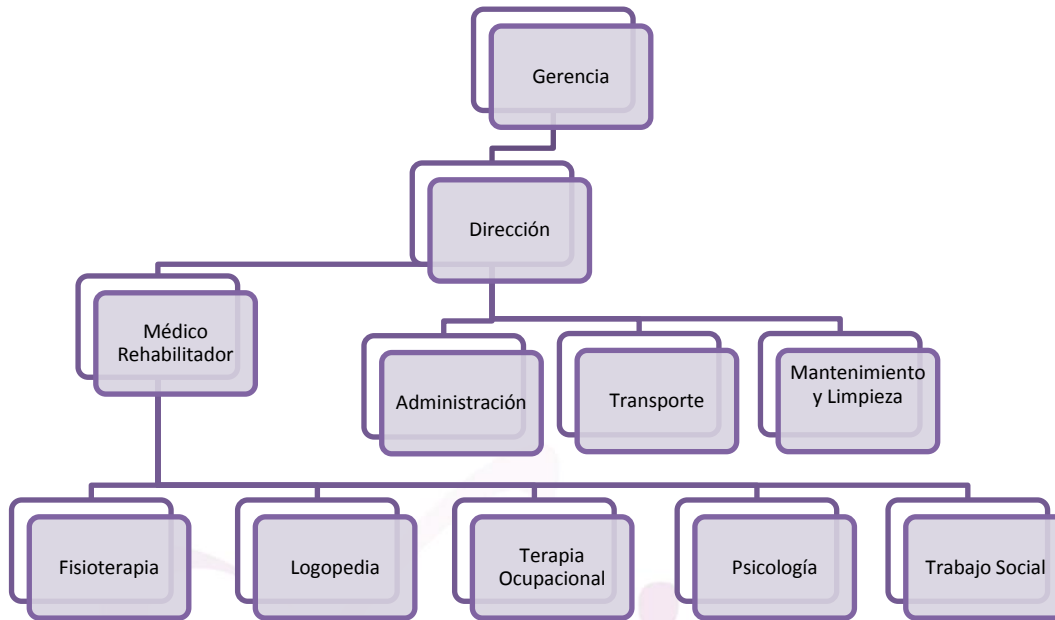 Gerencia
Dirección
Médico
Rehabilitador
Administración
Transporte
Mantenimiento
y Limpieza
Fisioterapia
Logopedia
Terapia
Ocupacional
Psicología
Trabajo Social